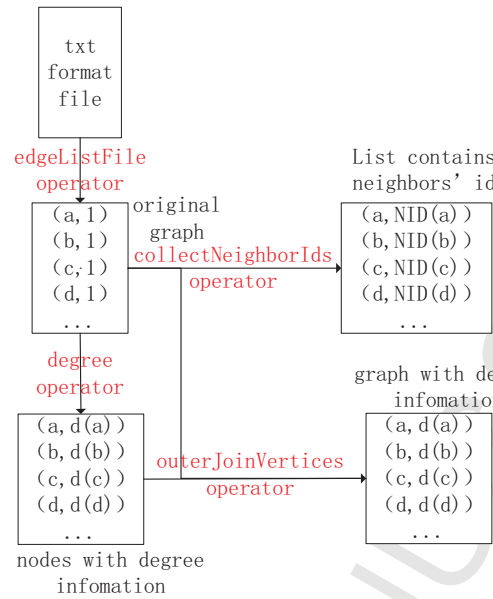 txt
format
file
edgeListFile
operator
List contains
neighbors' id
(a, 1)
(b, 1)
(c, 1)
(d, 1)
...
original
graph
collectNeighborIds
operator
(a, NID(a))
(b, NID(b))
(c, NID(c))
(d, NID(d))
...
degree
operator
graph with de
infomation
(a, d(a))
(b, d(b))
(c, d(c))
(d, d(d))
...
outerJoinVertices
operator
(a, d(a))
(b, d(b))
(c, d(c))
(d, d(d))
...
nodes with degree
infomation